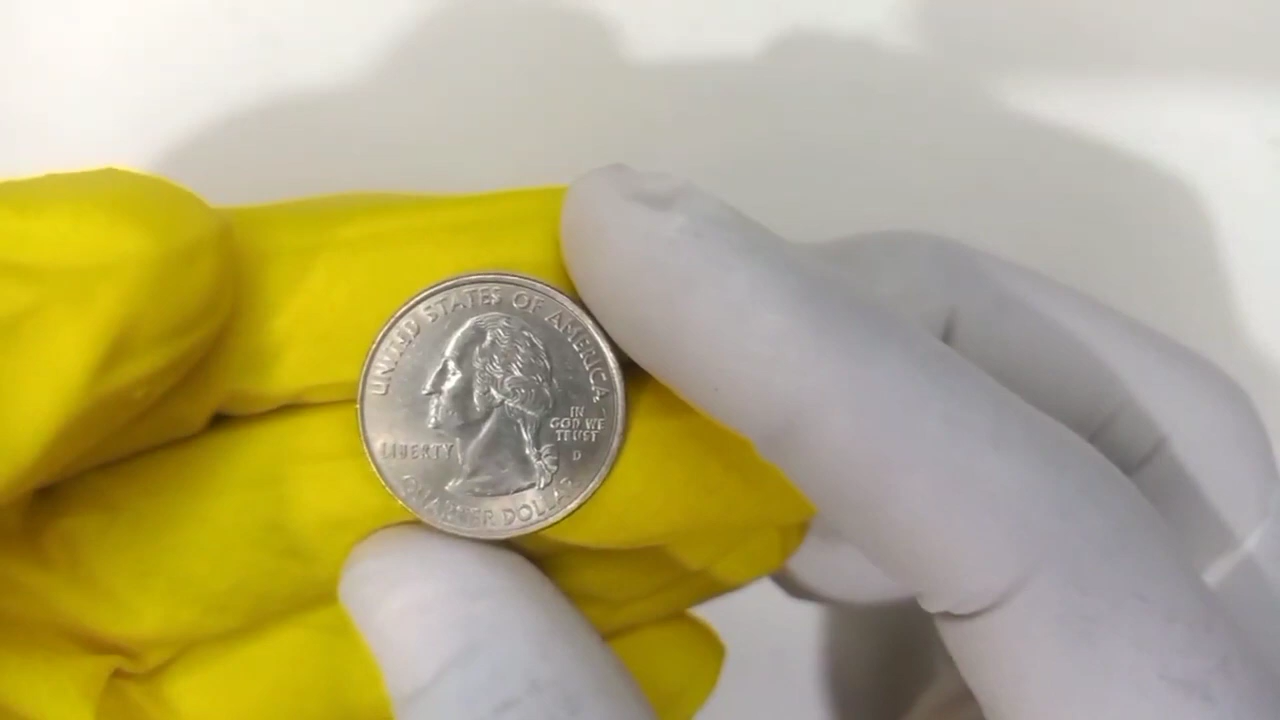 UNITED STATES OF AMERICA
LIBERTY
IN
GOD WE
TRUST
D
QUARTER DOLLAR